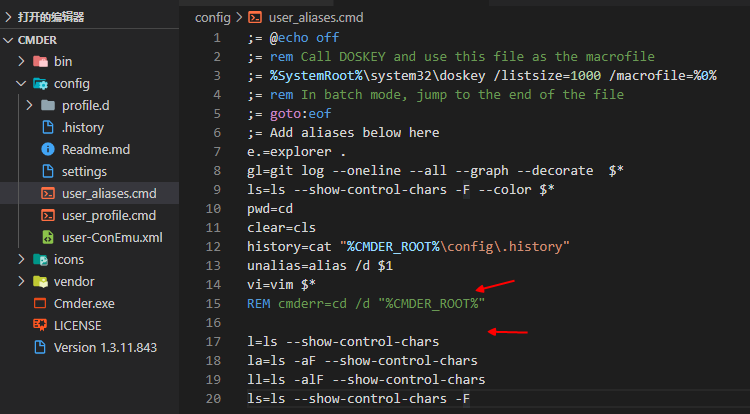 打开的编辑器
CMDER
bin
config
profile.d
.history
Readme.md
settings
user_aliases.cmd
user_profile.cmd
user-ConEmu.xml
icons
vendor
Cmder.exe
LICENSE
Version 1.3.11.843
config > user_aliases.cmd
1 ;= @echo off
2 ;= rem Call DOSKEY and use this file as the macrofile
3 ;= %SystemRoot%\system32\doskey /listsize=1000 /macrofile=%0%
4 ;= rem In batch mode, jump to the end of the file
5 ;= goto:eof
6 ;= Add aliases below here
7 e.=explorer .
8 gl=git log --oneline --all --graph --decorate  $*
9 ls=ls --show-control-chars -F --color $*
10 pwd=cd
11 clear=cls
12 history=cat "%CMDER_ROOT%\config\.history"
13 unalias=alias /d $1
14 vi=vim $*
15 REM cmderr=cd /d "%CMDER_ROOT%"
16
17 l=ls --show-control-chars
18 la=ls -aF --show-control-chars
19 ll=ls -alF --show-control-chars
20 ls=ls --show-control-chars -F